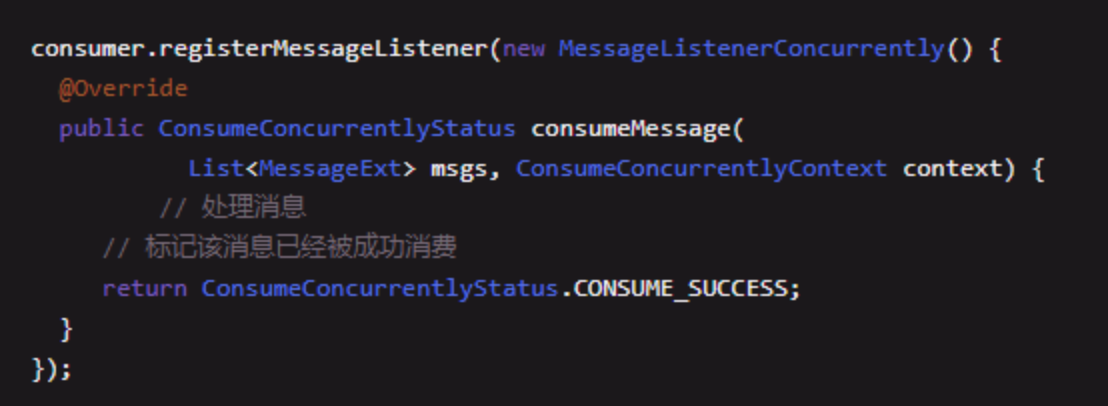 consumer.registerMessageListener(new MessageListenerConcurrently() {
@Override
public ConsumeConcurrentlyStatus consumeMessage(
List<MessageExt> msgs, ConsumeConcurrentlyContext context) {
// 处理消息
// 标记该消息已经被成功消费
return ConsumeConcurrentlyStatus.CONSUME_SUCCESS;
}
});